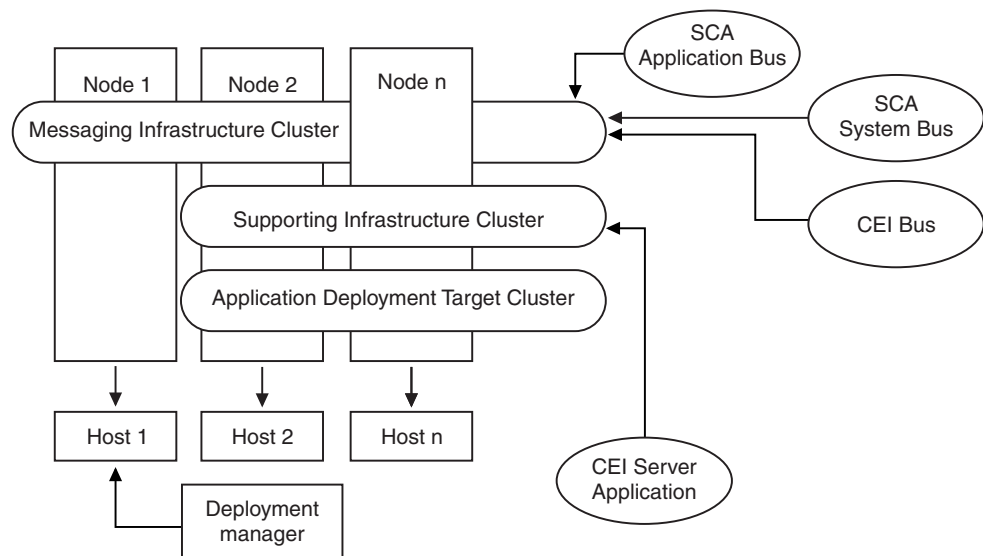 SCA
Application Bus
Node 1
Node 2
Node n
Messaging Infrastructure Cluster
SCA
System Bus
Supporting Infrastructure Cluster
CEI Bus
Application Deployment Target Cluster
Host 1
Host 2
Host n
CEI Server
Application
Deployment
manager